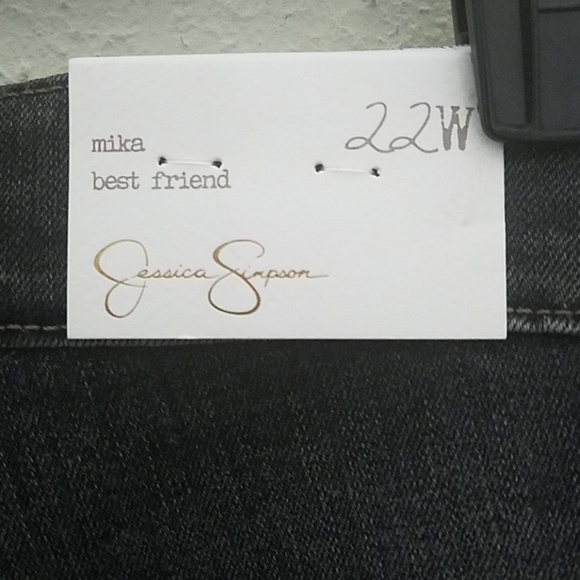 22W
mika
best friend
Jessica Simpson